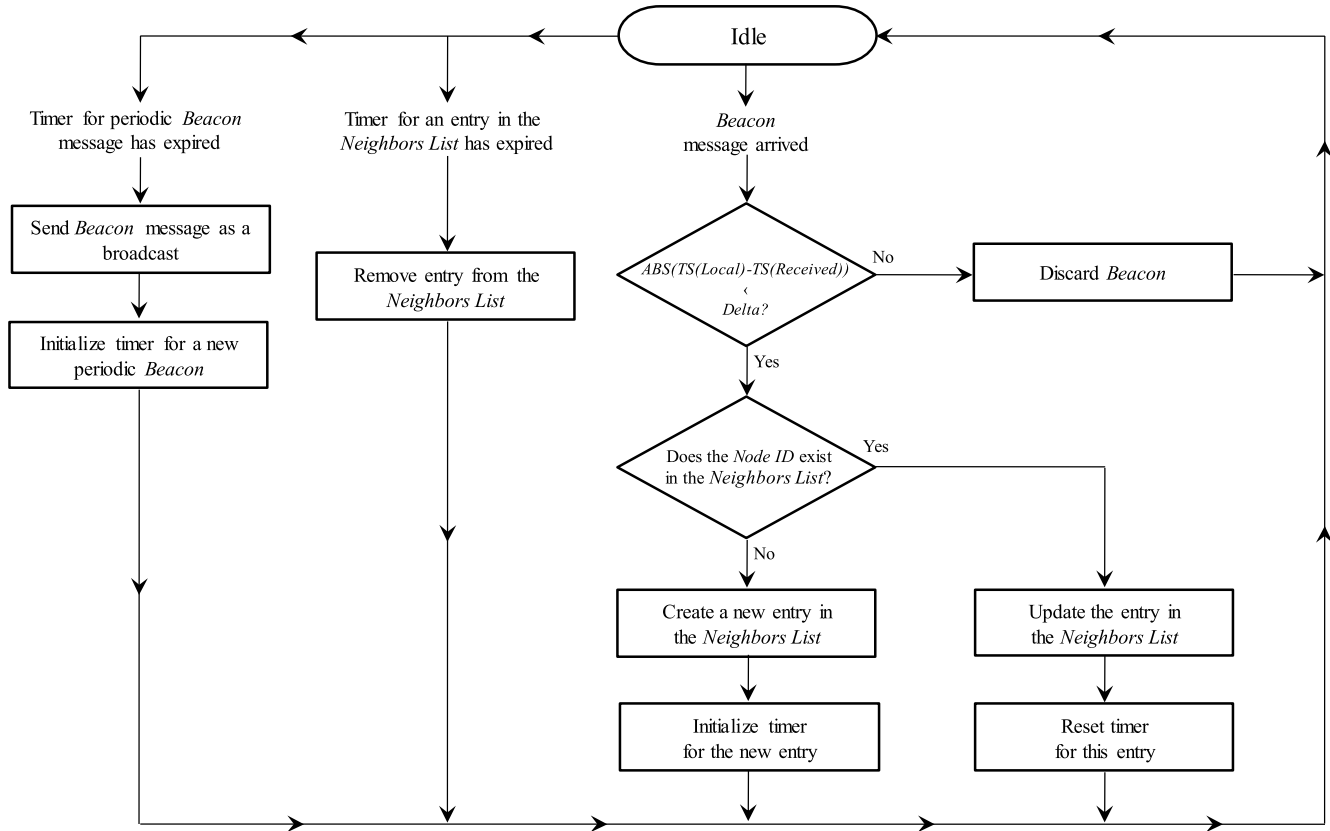 Idle
Timer for periodic Beacon
message has expired
Timer for an entry in the
Neighbors List has expired
Beacon
message arrived
Send Beacon message as a
broadcast
Remove entry from the
Neighbors List
ABS(TS(Local)-TS(Received))
<
Delta?
No
Discard Beacon
Initialize timer for a new
periodic Beacon
Yes
Does the Node ID exist
in the Neighbors List?
Yes
No
Create a new entry in
the Neighbors List
Update the entry in
the Neighbors List
Initialize timer
for the new entry
Reset timer
for this entry